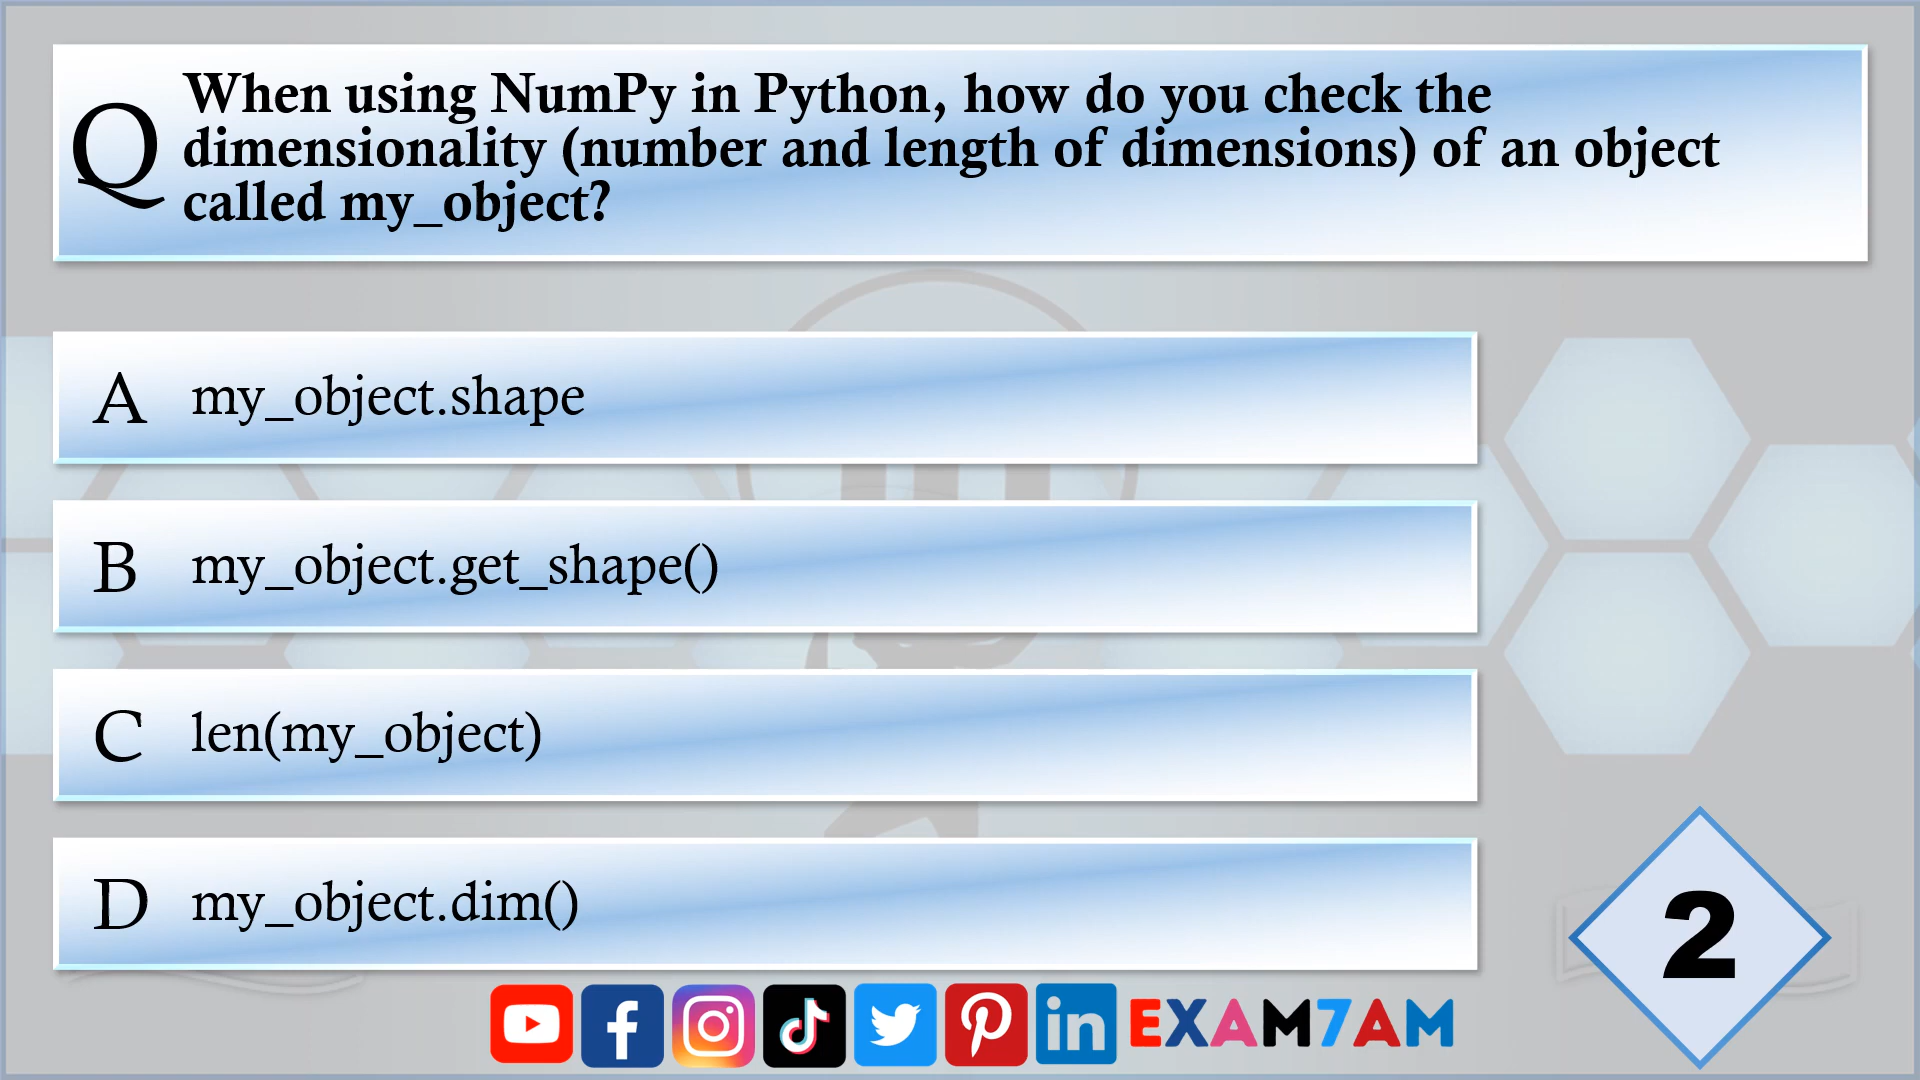 Q
When using NumPy in Python, how do you check the
dimensionality (number and length of dimensions) of an object
called my_object?
A my_object.shape
B my_object.get_shape()
C len(my_object)
D my_object.dim()
2
EXAM7AM